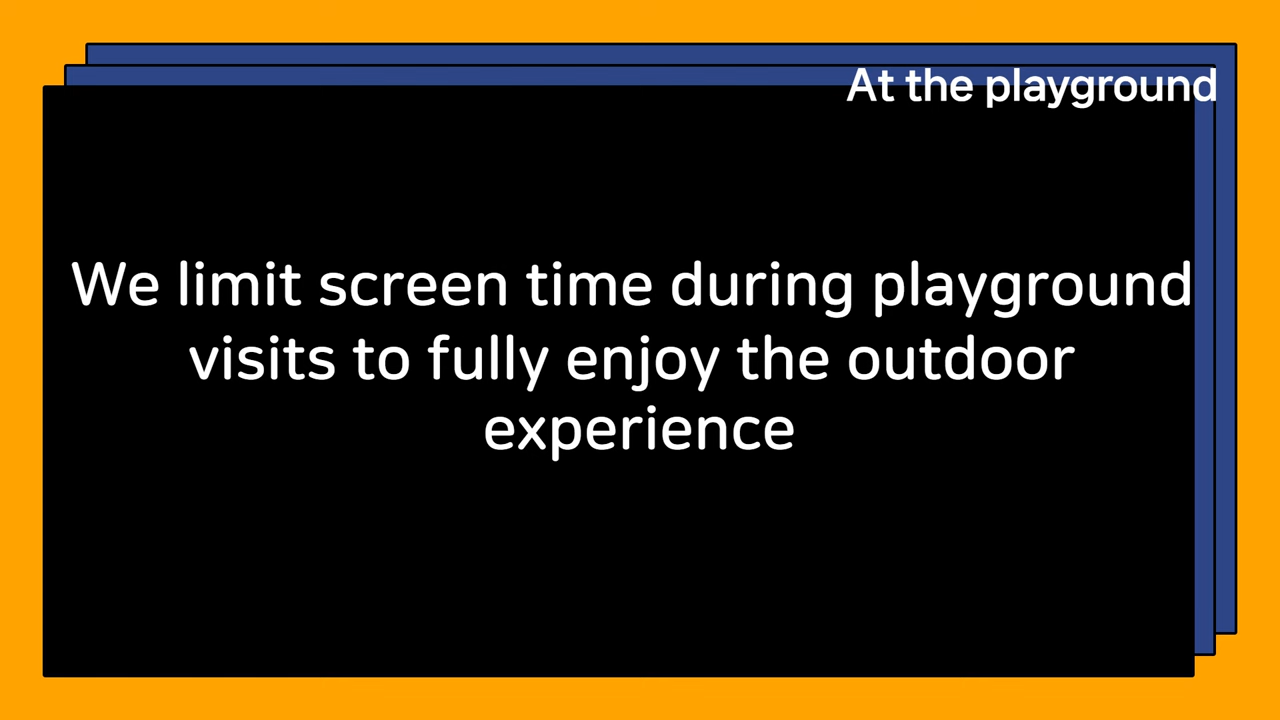 At the playground
We limit screen time during playground
visits to fully enjoy the outdoor
experience